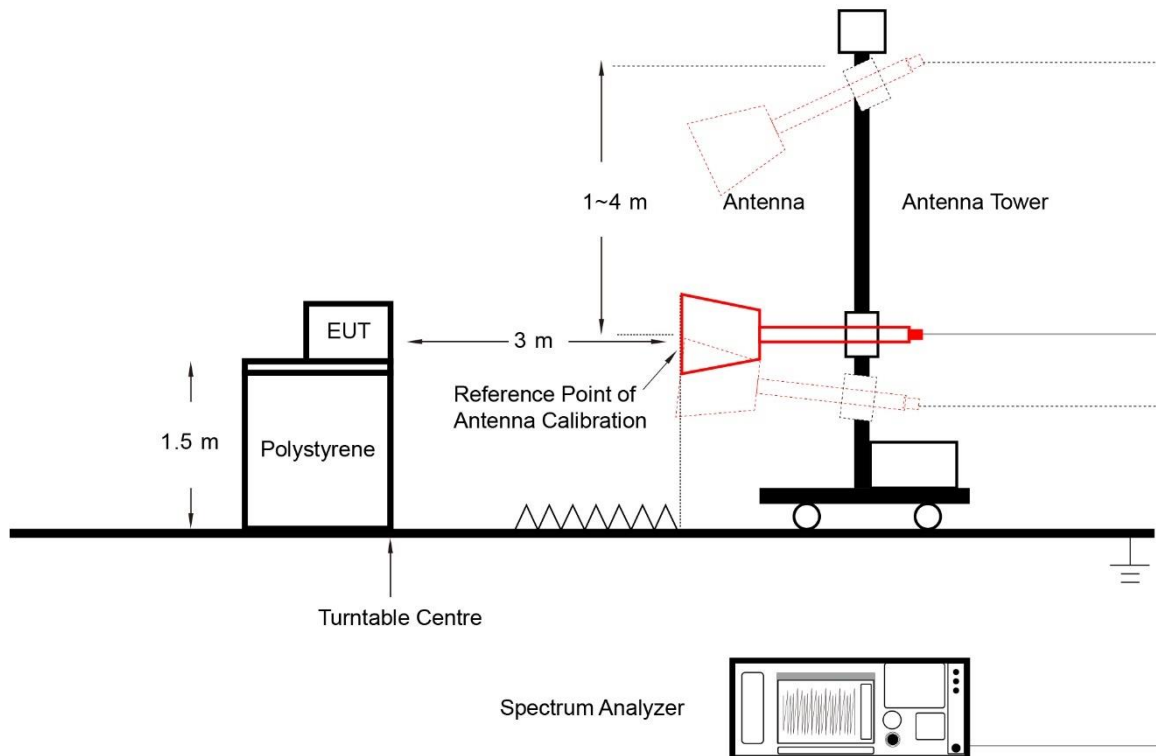 1~4 m
Antenna
Antenna Tower
EUT
3 m
Reference Point of
Antenna Calibration
1.5 m
Polystyrene
Turntable Centre
Spectrum Analyzer